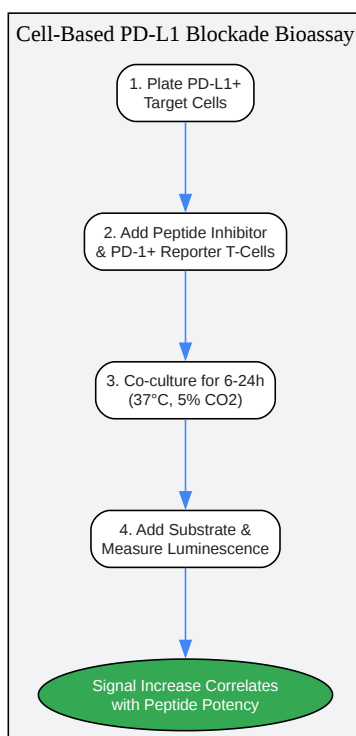 Cell-Based PD-L1 Blockade Bioassay
1. Plate PD-L1+
Target Cells
2. Add Peptide Inhibitor
& PD-1+ Reporter T-Cells
3. Co-culture for 6-24h
(37°C, 5% CO2)
4. Add Substrate &
Measure Luminescence
Signal Increase Correlates
with Peptide Potency